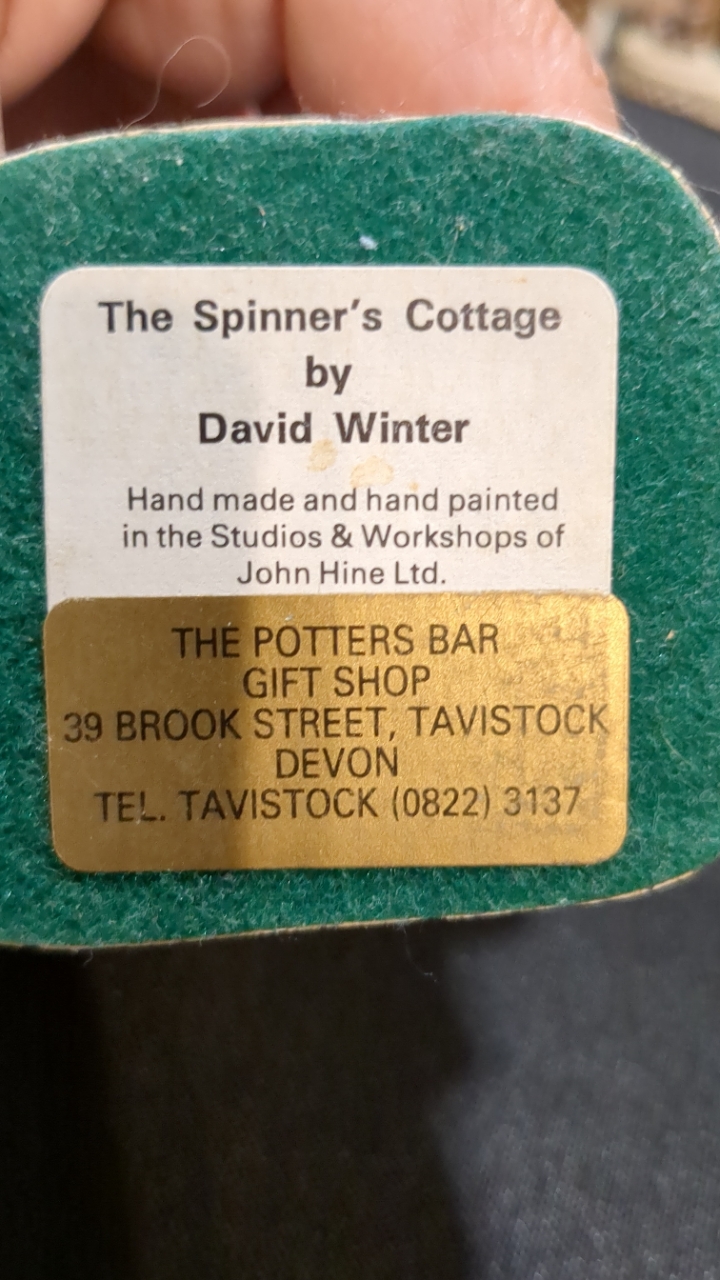 The Spinner's Cottage
by
David Winter
Hand made and hand painted
in the Studios & Workshops of
John Hine Ltd.
THE POTTERS BAR
GIFT SHOP
39 BROOK STREET, TAVISTOCK
DEVON
TEL. TAVISTOCK (0822) 3137